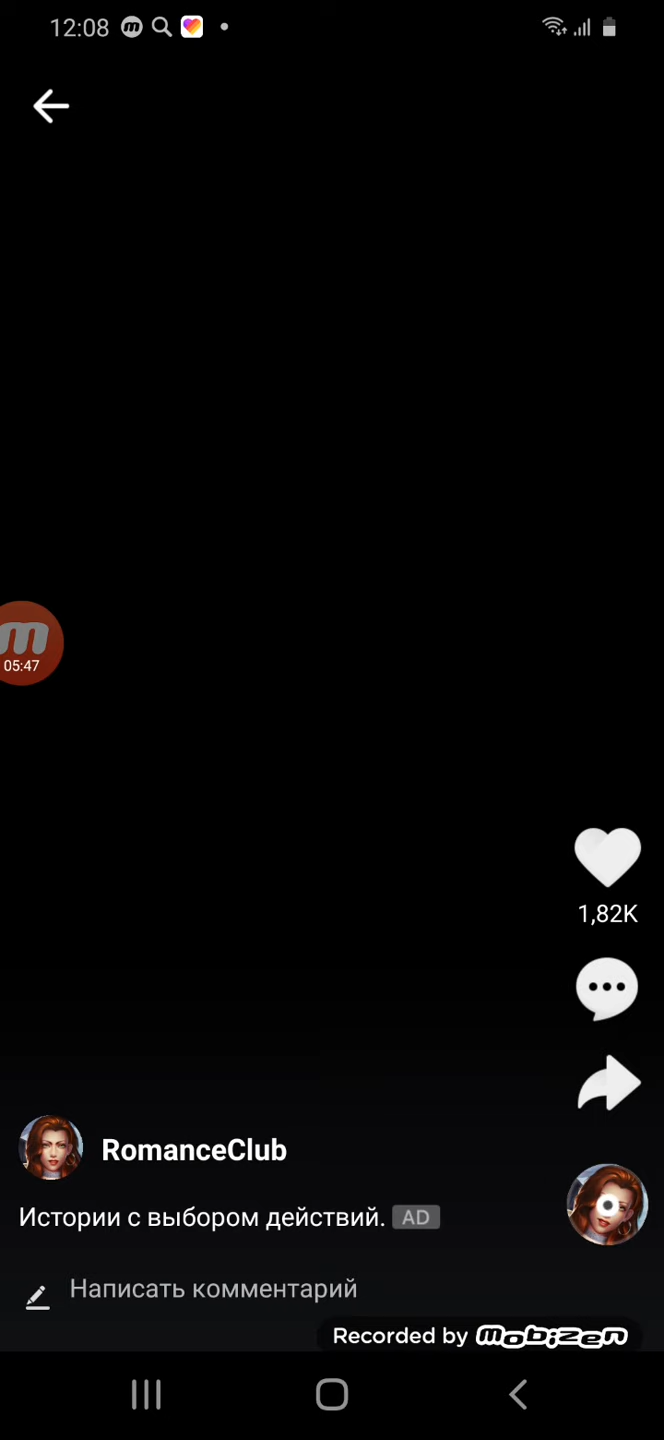 12:08
05:47
1,82K
RomanceClub
Истории с выбором действий. AD
Написать комментарий
Recorded by mobizen